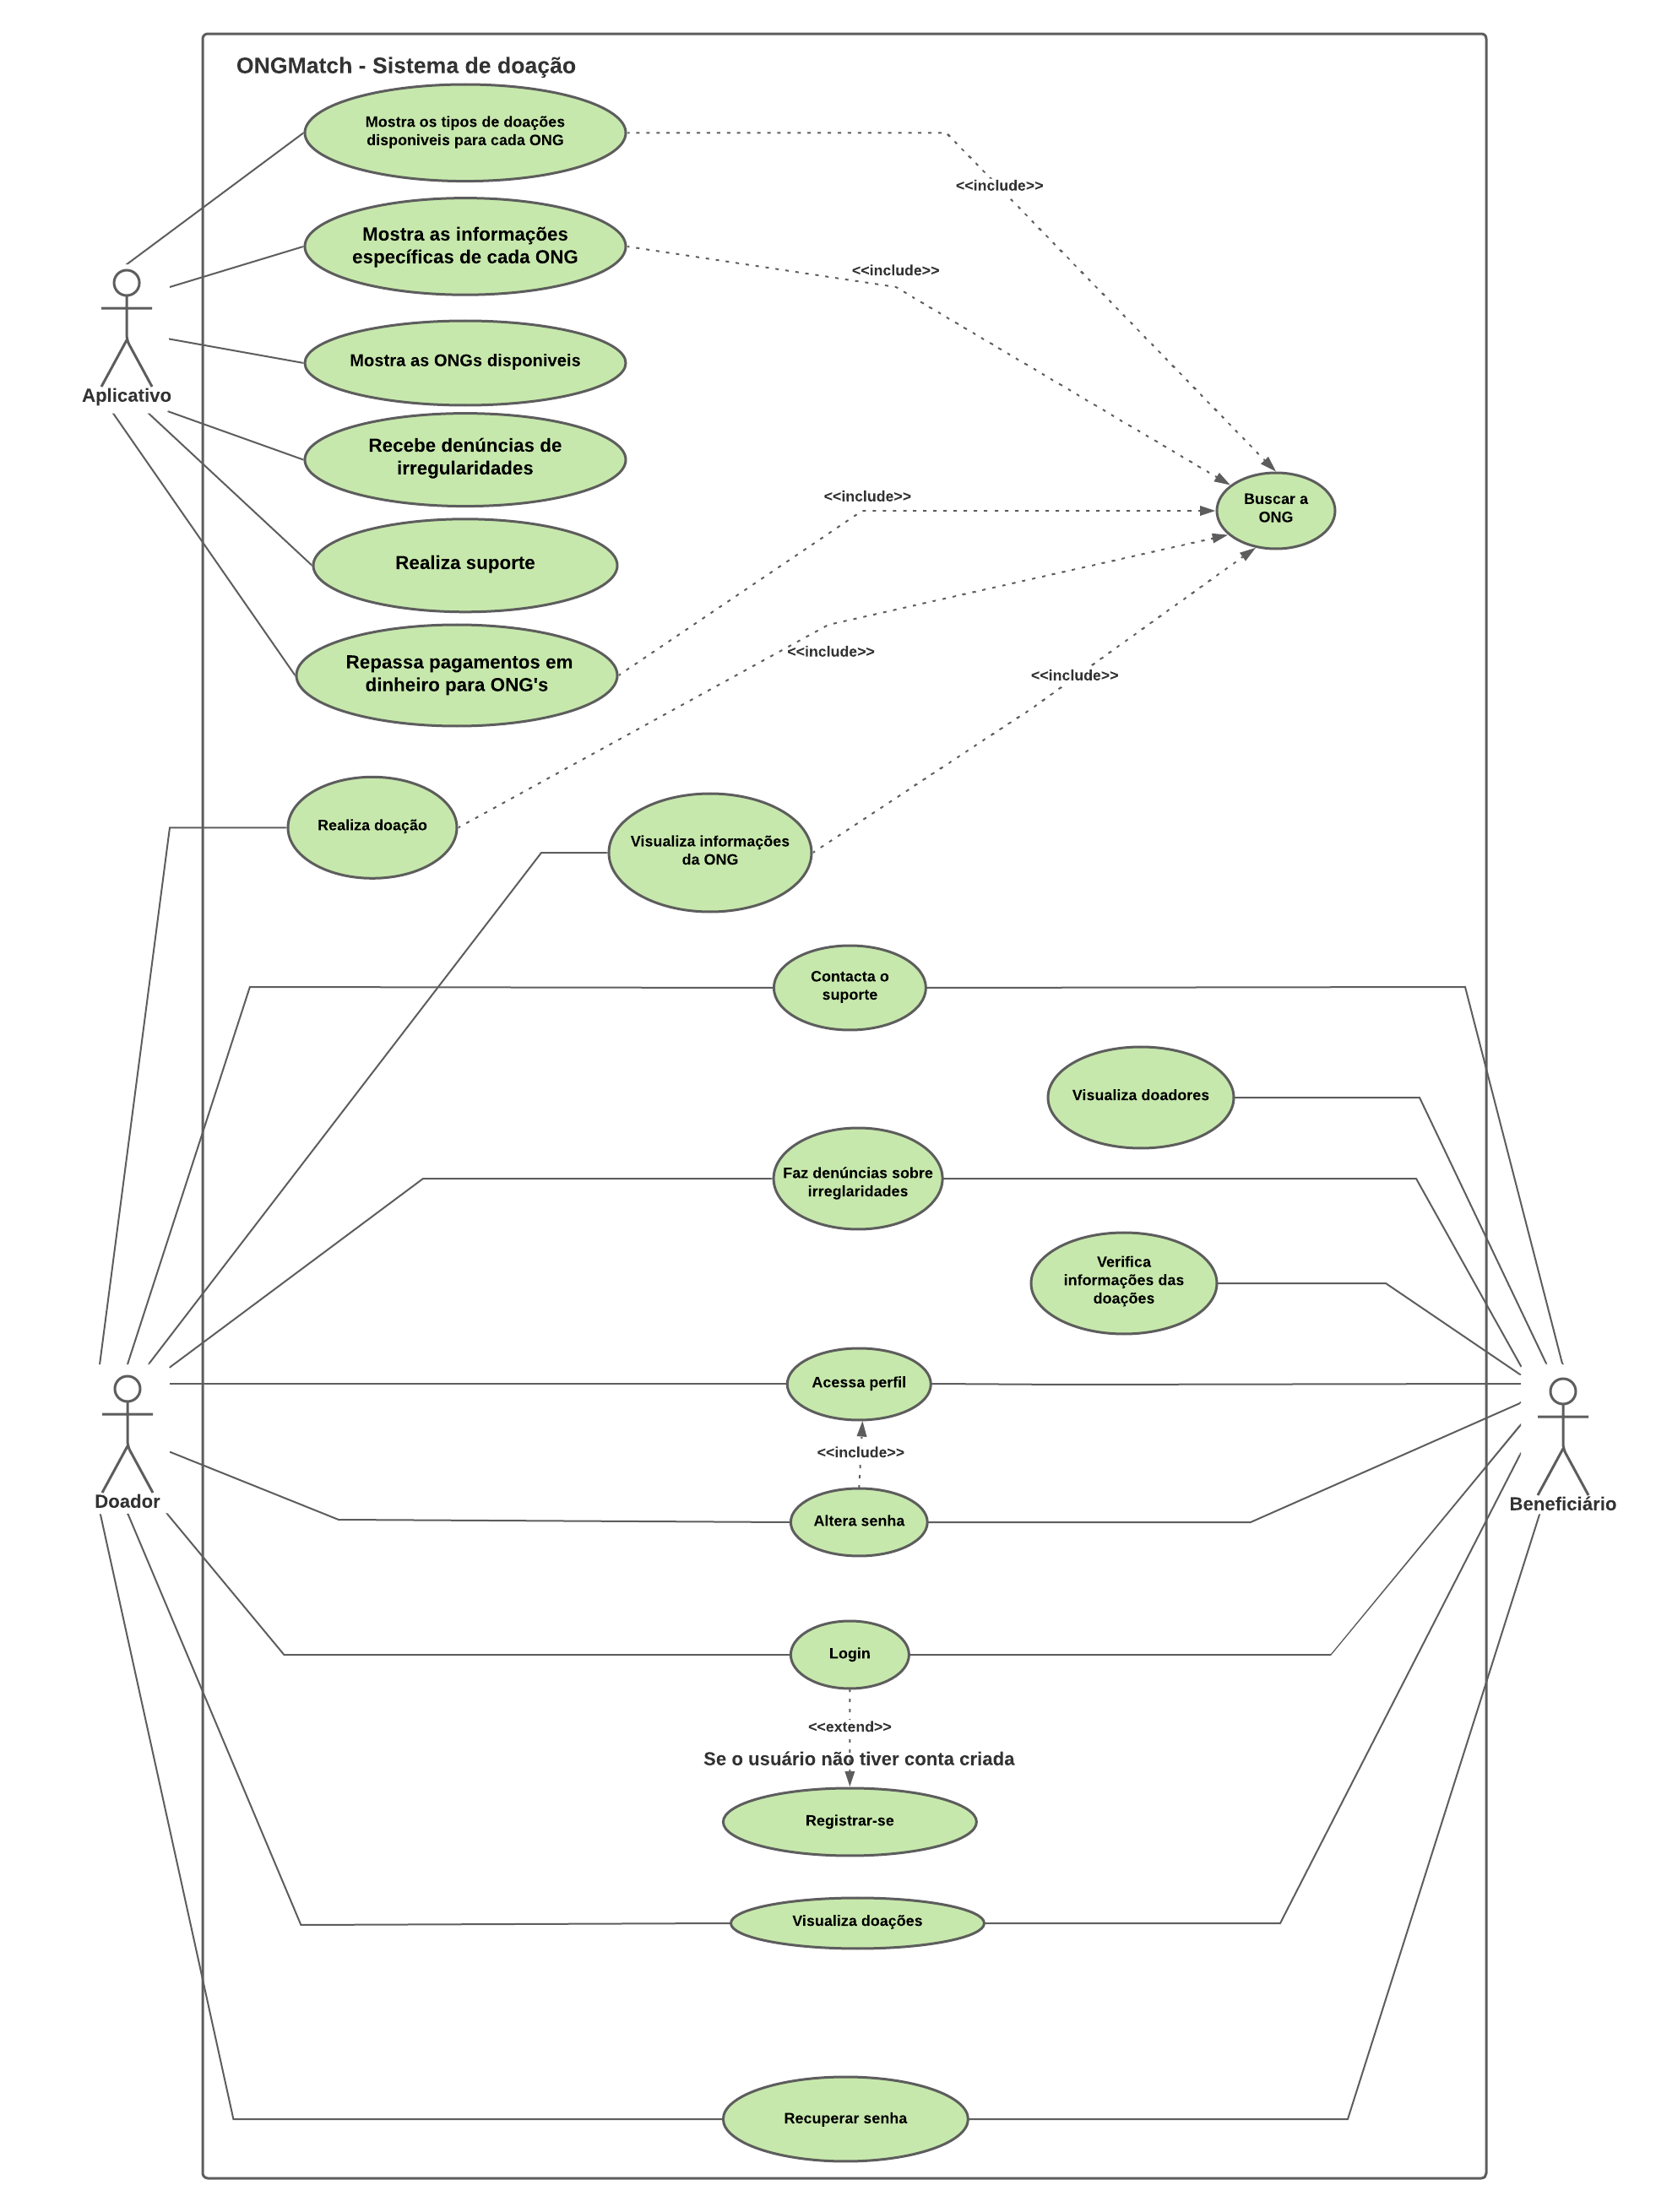 ONGMatch - Sistema de doação
Mostra os tipos de doações
disponiveis para cada ONG
<<include>>
Mostra as informações
específicas de cada ONG
<<include>>
Mostra as ONGs disponiveis
Aplicativo
Recebe denúncias de
irregularidades
<<include>>
Buscar a
ONG
Realiza suporte
<<include>>
Repassa pagamentos em
dinheiro para ONG's
<<include>>
Realiza doação
Visualiza informações
da ONG
Contacta o
suporte
Visualiza doadores
Faz denúncias sobre
irreglaridades
Verifica
informações das
doações
Acessa perfil
<<include>>
Doador
Beneficiário
Altera senha
Login
<<extend>>
Se o usuário não tiver conta criada
Registrar-se
Visualiza doações
Recuperar senha